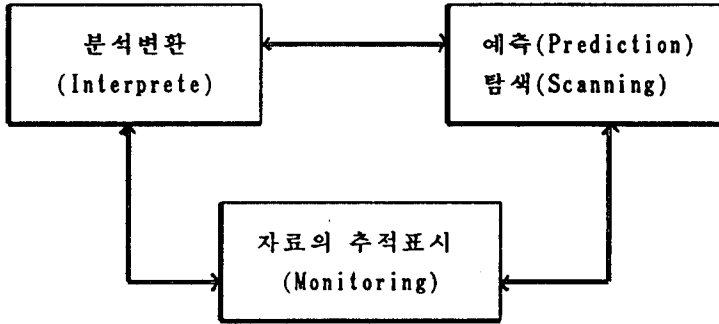 분석변환
(Interprete)
예측(Prediction)
탐색(Scanning)
자료의 추적표시
(Monitoring)